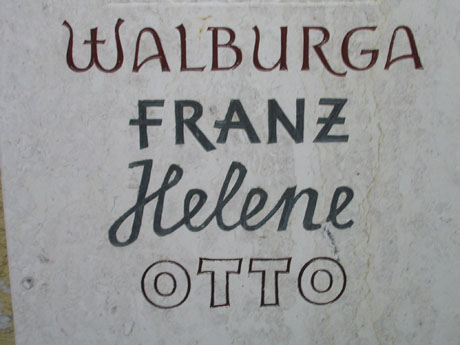 WALBURGA
FRANZ
Helene
OTTO